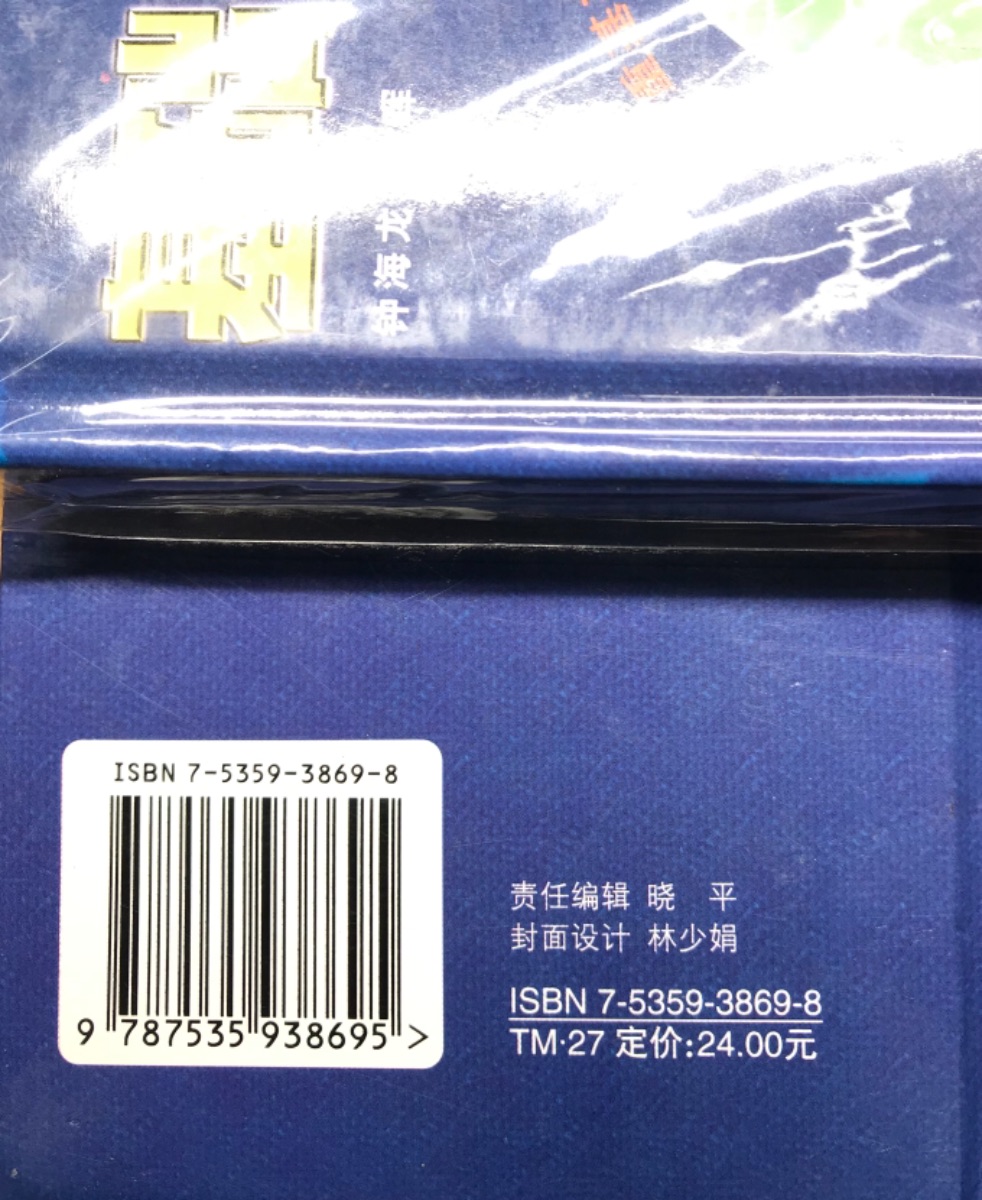 钟海龙
ISBN 7-5359-3869-8
9 787535 938695 >
责任编辑 晓 平
封面设计 林少娟
ISBN 7-5359-3869-8
TM·27 定价:24.00元